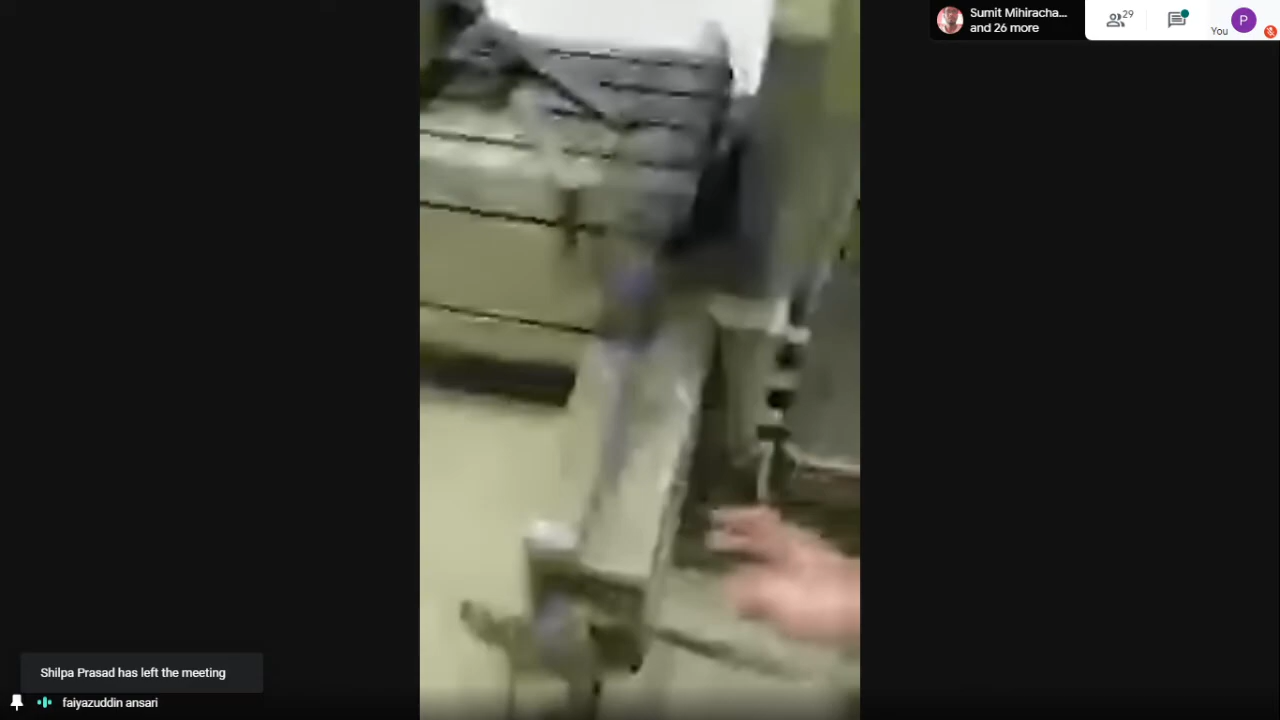 Sumit Mihiracha...
and 26 more
29
You
P
Shilpa Prasad has left the meeting
faiyazuddin ansari